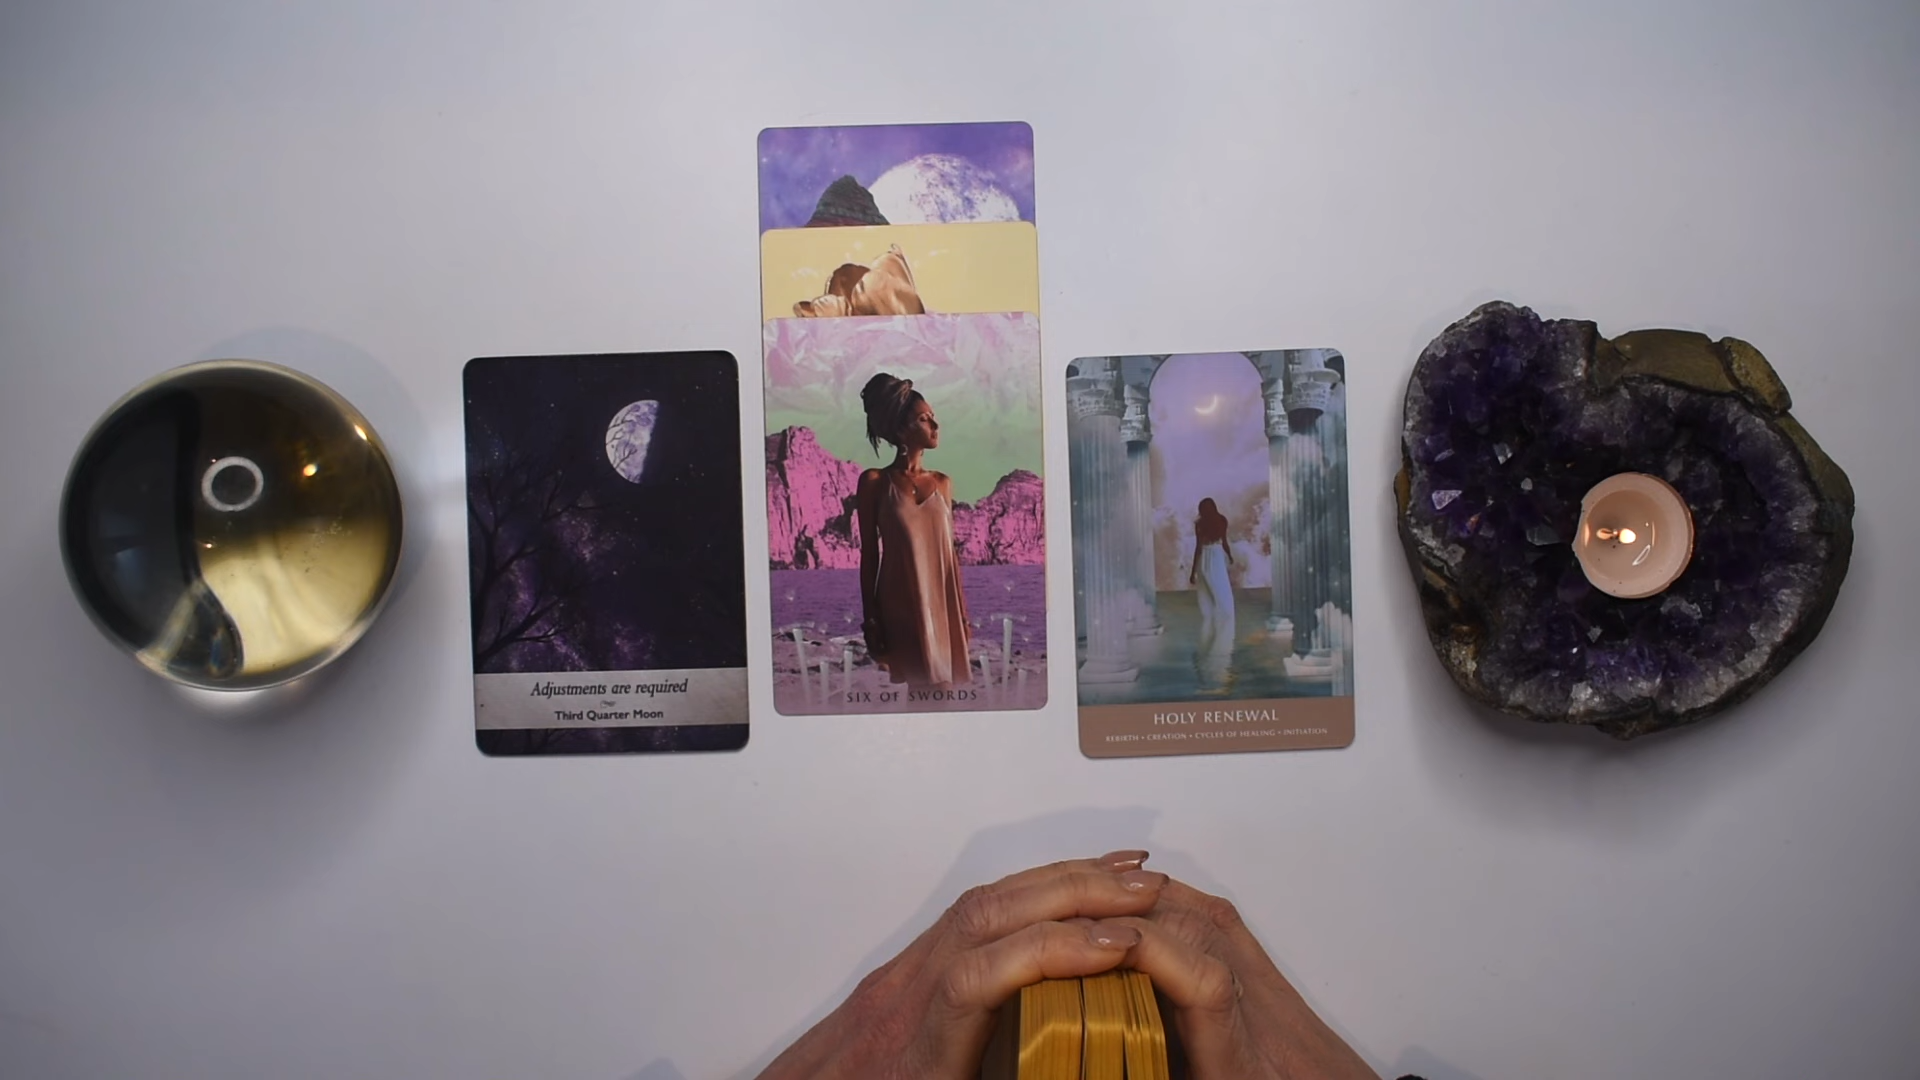 Adjustments are required
Third Quarter Moon
SIX OF SWORDS
HOLY RENEWAL
REBIRTH • CREATION • CYCLES OF HEALING • INITIATION